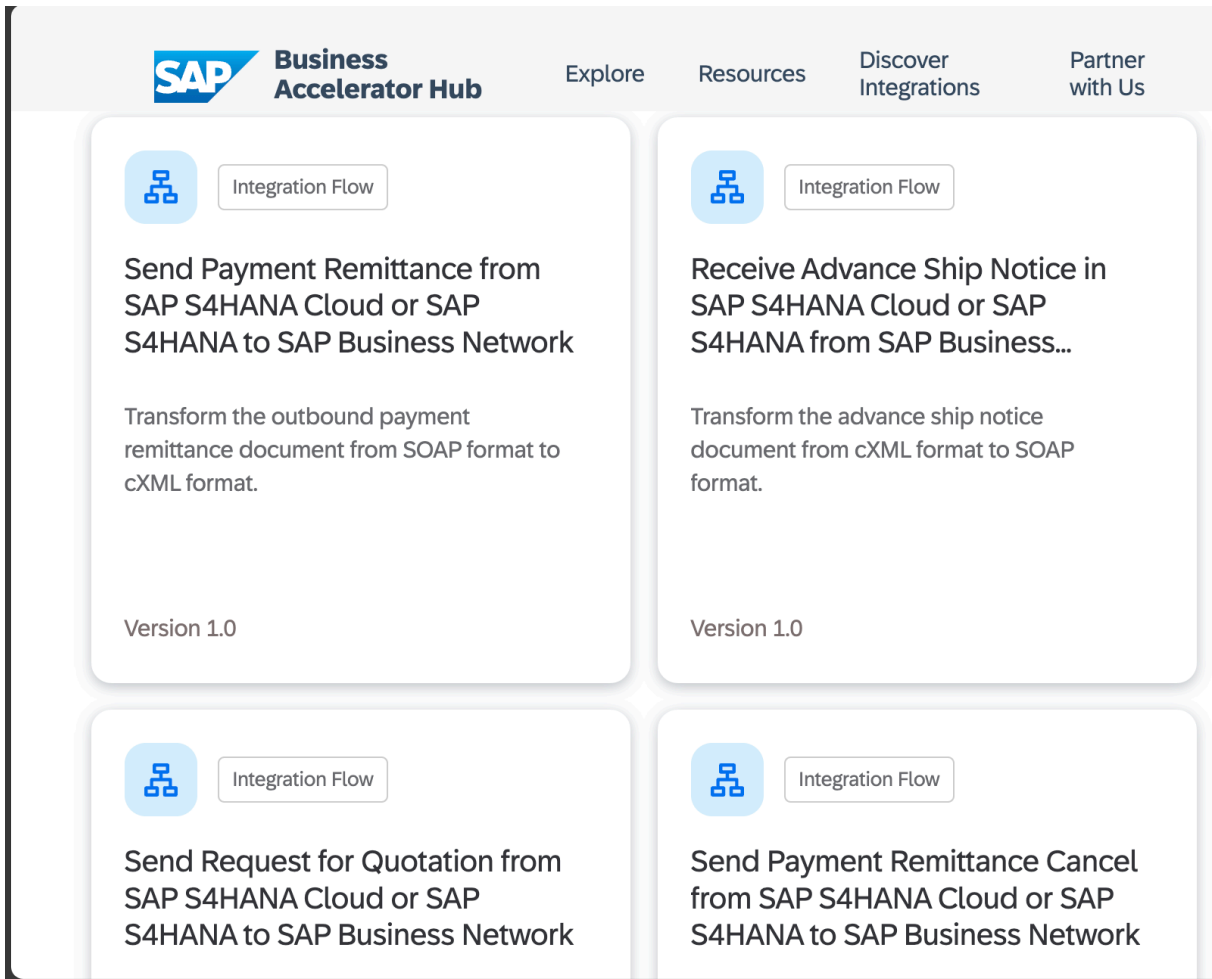 SAP
Business
Accelerator Hub
Explore
Resources
Discover
Integrations
Partner
with Us
Integration Flow
Send Payment Remittance from
SAP S4HANA Cloud or SAP
S4HANA to SAP Business Network
Transform the outbound payment
remittance document from SOAP format to
cXML format.
Version 1.0
Integration Flow
Receive Advance Ship Notice in
SAP S4HANA Cloud or SAP
S4HANA from SAP Business...
Transform the advance ship notice
document from cXML format to SOAP
format.
Version 1.0
Integration Flow
Send Request for Quotation from
SAP S4HANA Cloud or SAP
S4HANA to SAP Business Network
Integration Flow
Send Payment Remittance Cancel
from SAP S4HANA Cloud or SAP
S4HANA to SAP Business Network